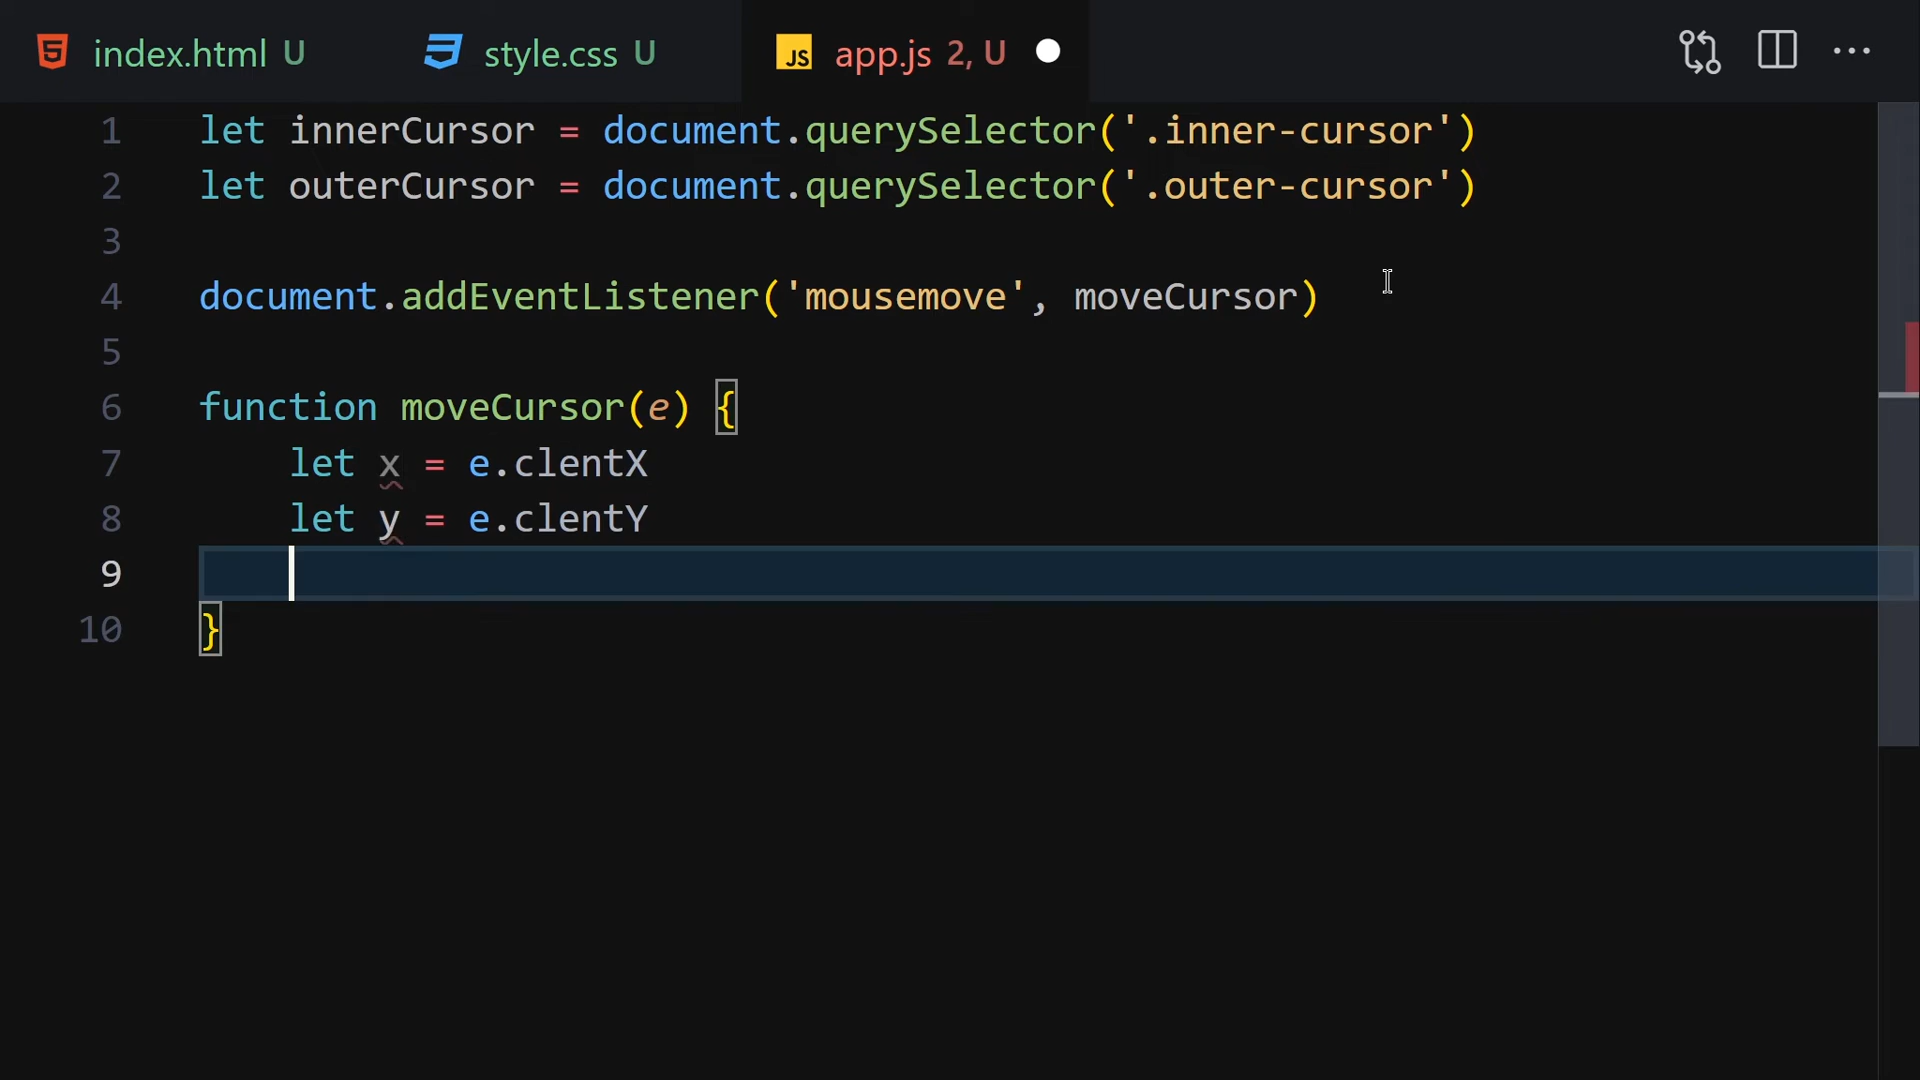 index.html U
style.css U
JS app.js 2, U
1 let innerCursor = document.querySelector('.inner-cursor')
2 let outerCursor = document.querySelector('.outer-cursor')
3
4 document.addEventListener('mousemove', moveCursor)
5
6 function moveCursor(e) {
7 let x = e.clentX
8 let y = e.clentY
9
10 }